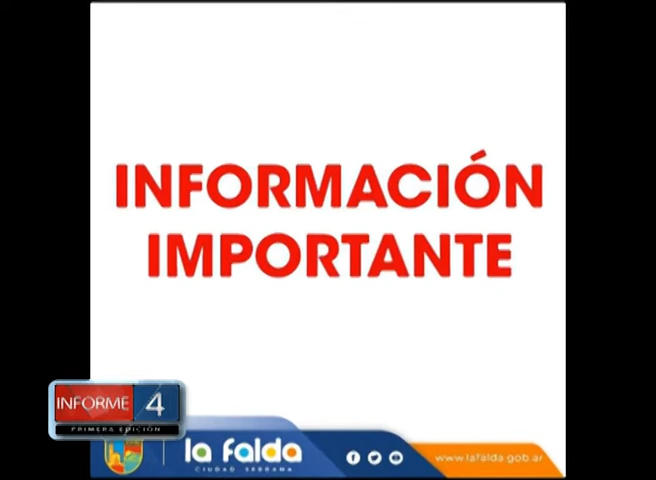 INFORMACIÓN
IMPORTANTE
INFORME 4
PRIMERA EDICIÓN
la falda
CIUDAD SERRANA
www.lafalda.gob.ar